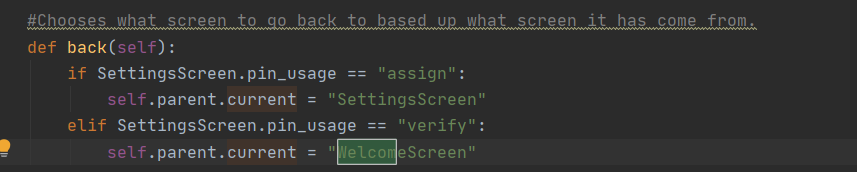 #Chooses what screen to go back to based up what screen it has come from.
def back(self):
if SettingsScreen.pin_usage == "assign":
self.parent.current = "SettingsScreen"
elif SettingsScreen.pin_usage == "verify":
self.parent.current = "WelcomeScreen"